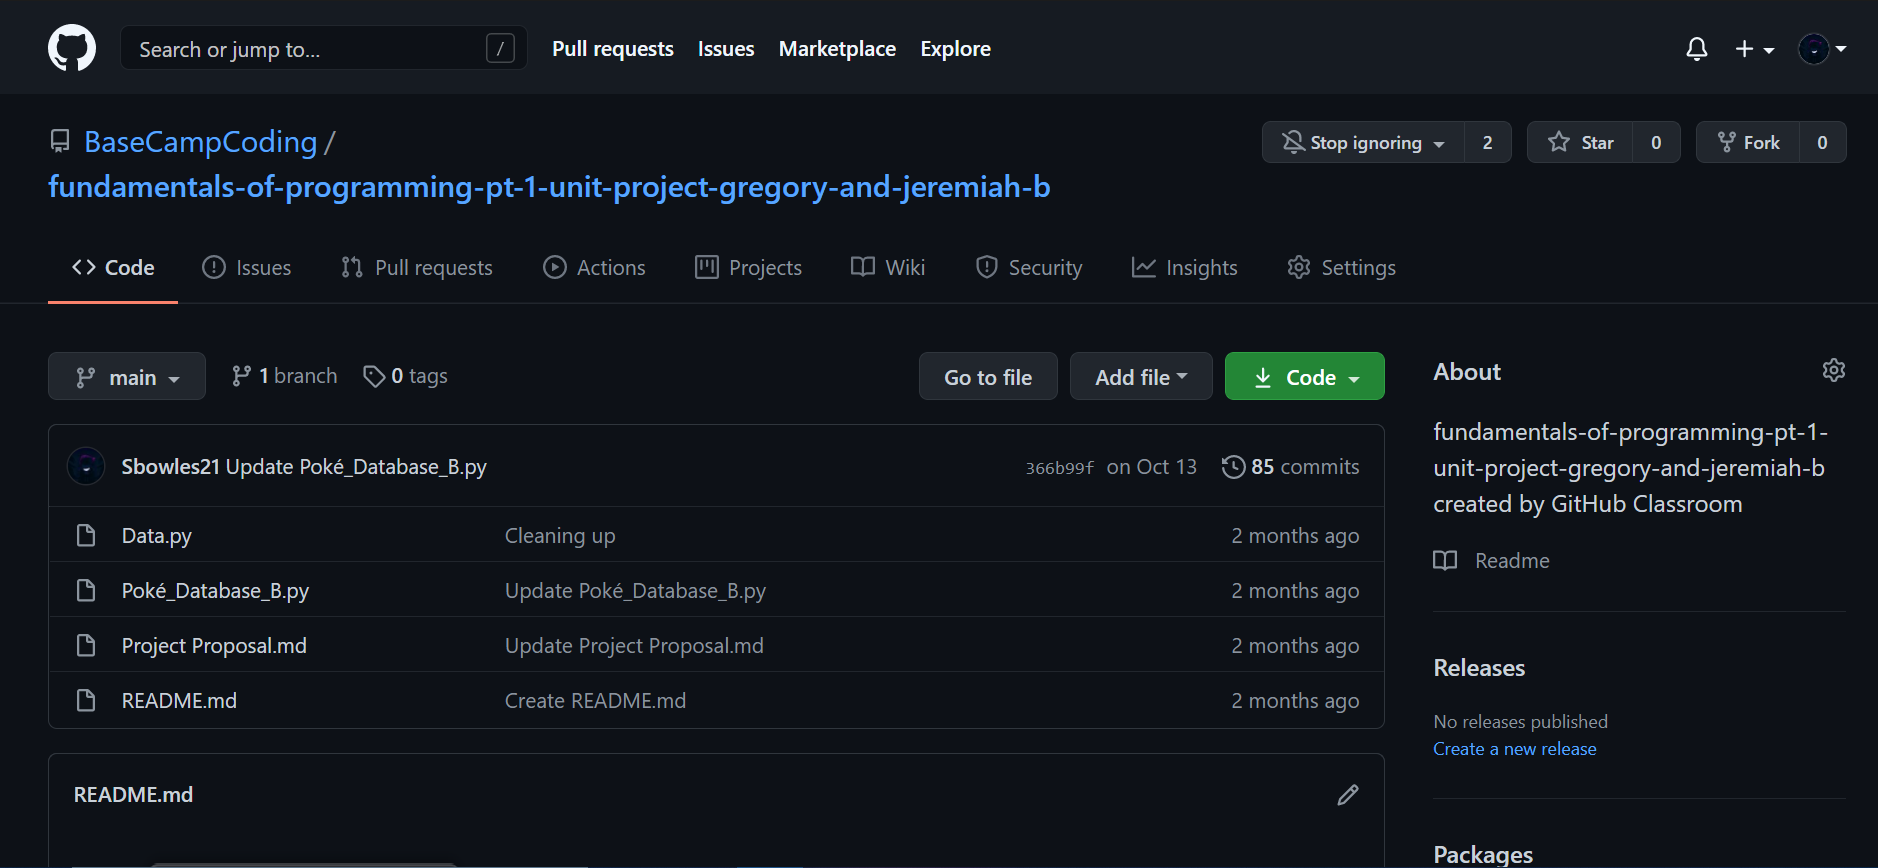 Search or jump to... /
Pull requests Issues Marketplace Explore
BaseCampCoding /
fundamentals-of-programming-pt-1-unit-project-gregory-and-jeremiah-b
Stop ignoring 2
Star 0
Fork 0
Code Issues Pull requests Actions Projects Wiki Security Insights Settings
main 1 branch 0 tags
Go to file Add file Code
Sbowles21 Update Poké_Database_B.py 366b99f on Oct 13 85 commits
Data.py Cleaning up 2 months ago
Poké_Database_B.py Update Poké_Database_B.py 2 months ago
Project Proposal.md Update Project Proposal.md 2 months ago
README.md Create README.md 2 months ago
README.md
About
fundamentals-of-programming-pt-1-
unit-project-gregory-and-jeremiah-b
created by GitHub Classroom
Readme
Releases
No releases published
Create a new release
Packages